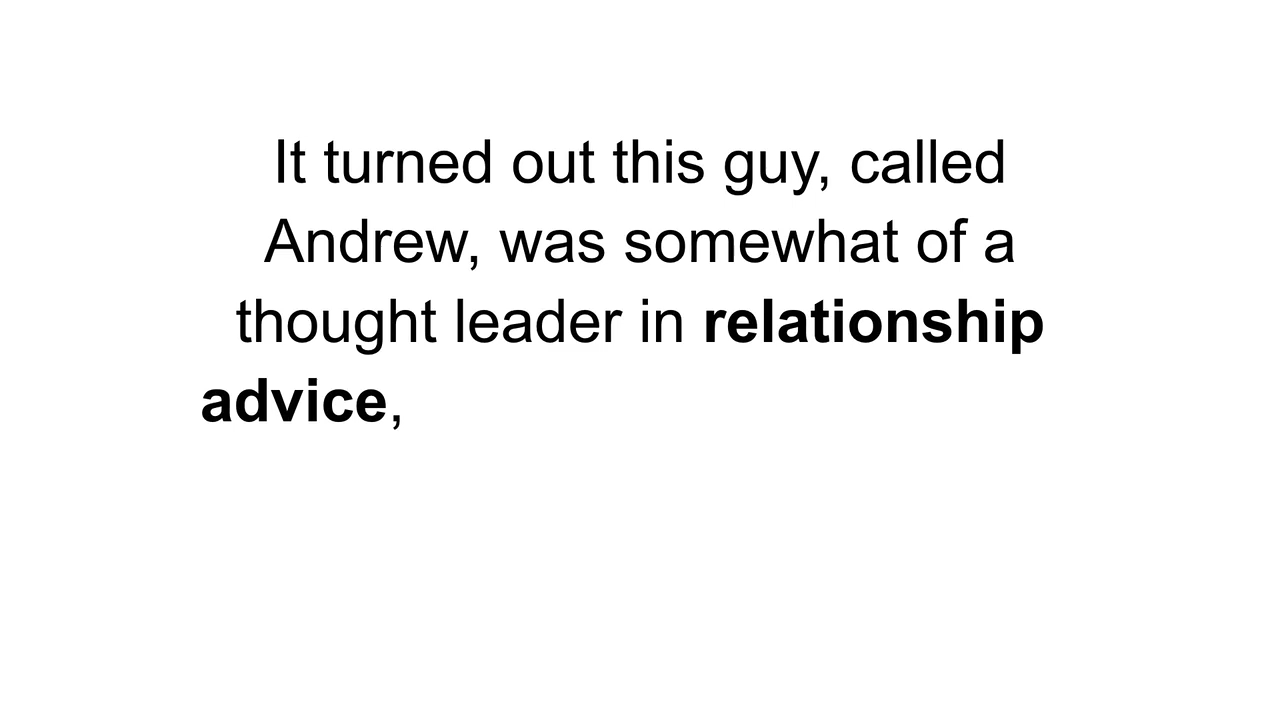 It turned out this guy, called
Andrew, was somewhat of a
thought leader in relationship
advice,